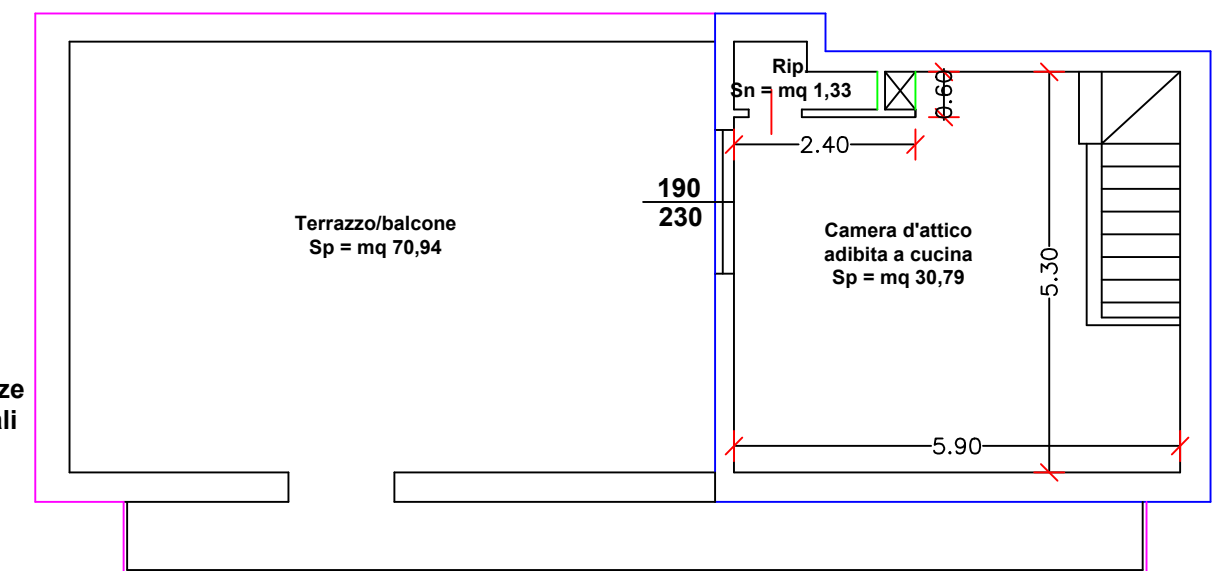 Rip.
Sn = mq 1,33
0.60
2.40
190
230
Terrazzo/balcone
Sp = mq 70,94
Camera d'attico
adibita a cucina
Sp = mq 30,79
5.30
ze
ali
5.90